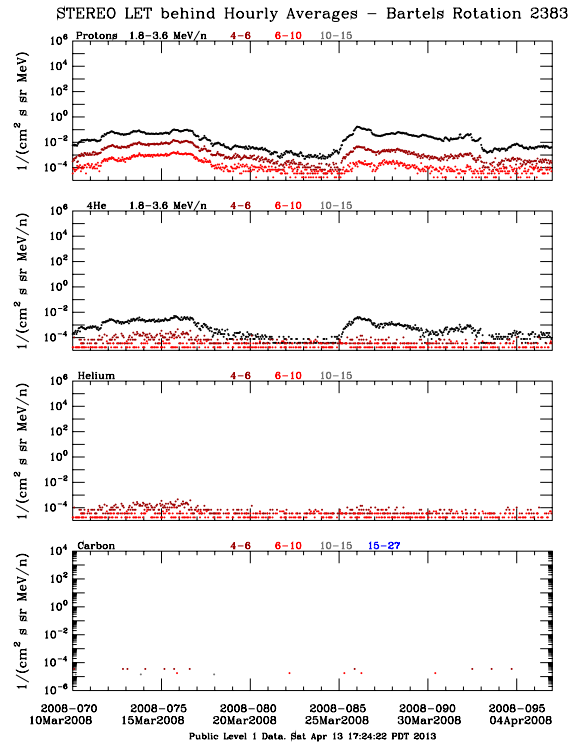 STEREO LET behind Hourly Averages - Bartels Rotation 2383
Protons 1.8-3.6 MeV/n 4-6 6-10 10-15
10^6
10^4
10^2
10^0
10^-2
10^-4
1/(cm^2 s sr MeV)
4He 1.8-3.6 MeV/n 4-6 6-10 10-15
10^6
10^4
10^2
10^0
10^-2
10^-4
1/(cm^2 s sr MeV/n)
Helium 4-6 6-10 10-15
10^6
10^4
10^2
10^0
10^-2
10^-4
1/(cm^2 s sr MeV/n)
Carbon 4-6 6-10 10-15 15-27
10^4
10^2
10^0
10^-2
10^-4
10^-6
1/(cm^2 s sr MeV/n)
2008-070 2008-075 2008-080 2008-085 2008-090 2008-095
10Mar2008 15Mar2008 20Mar2008 25Mar2008 30Mar2008 04Apr2008
Public Level 1 Data. Sat Apr 13 17:24:22 PDT 2013